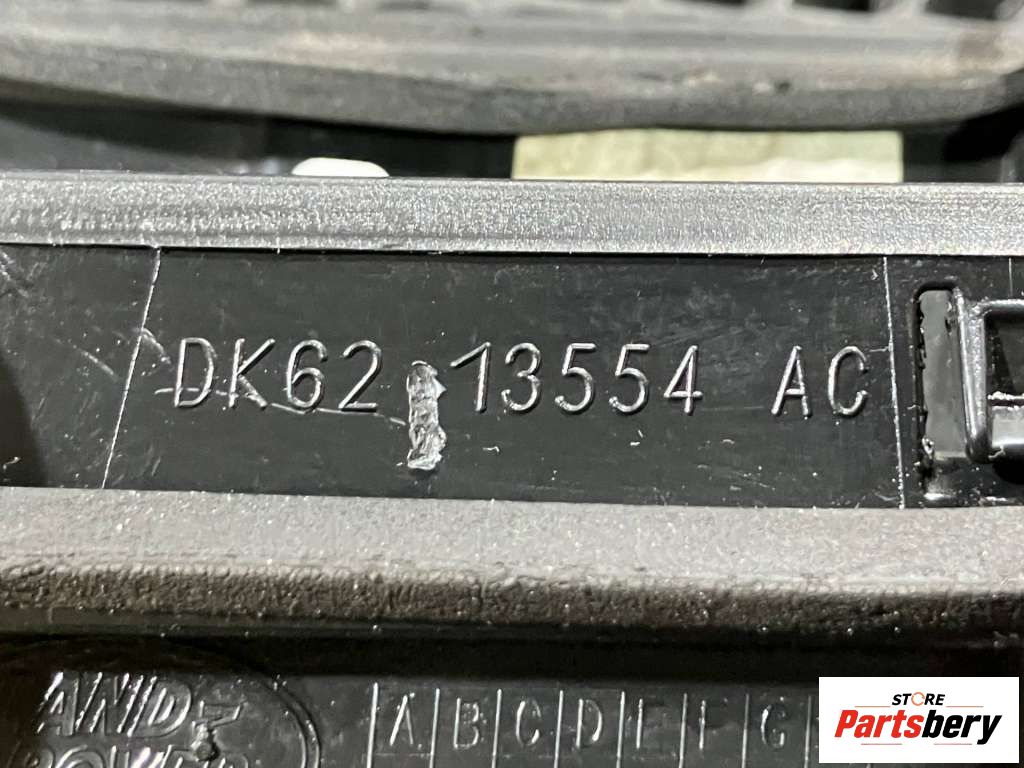 DK62 13554 AC
A B C D E F G
STORE
Partsbery